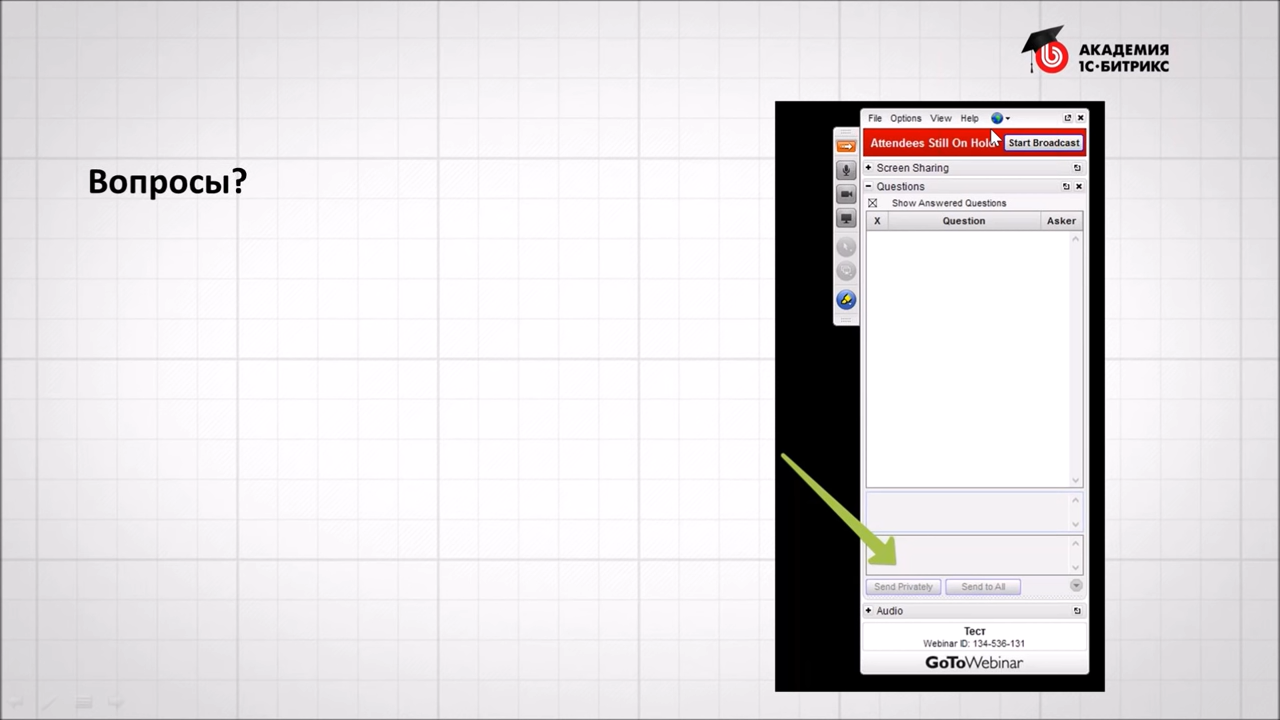 АКАДЕМИЯ
1С·БИТРИКС
Вопросы?
File Options View Help
Attendees Still On Hold Start Broadcast
Screen Sharing
Questions
Show Answered Questions
X Question Asker
Send Privately Send to All
Audio
Тест
Webinar ID: 134-536-131
GoToWebinar